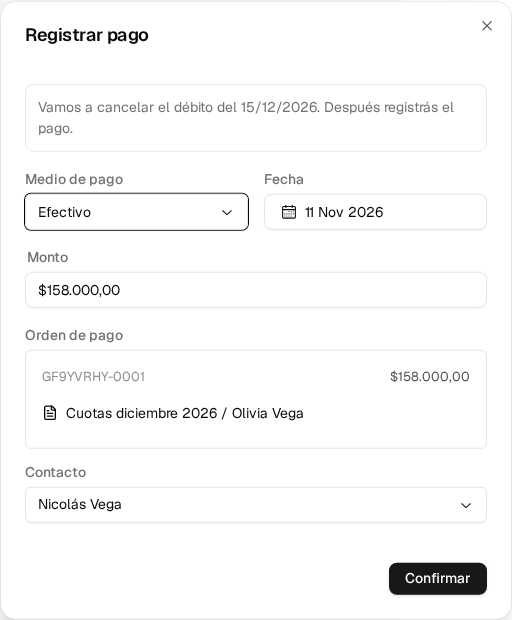 Registrar pago
Vamos a cancelar el débito del 15/12/2026. Después registrás el
pago.
Medio de pago
Fecha
Efectivo
11 Nov 2026
Monto
$158.000,00
Orden de pago
GF9YVRHY-0001
$158.000,00
Cuotas diciembre 2026 / Olivia Vega
Contacto
Nicolás Vega
Confirmar